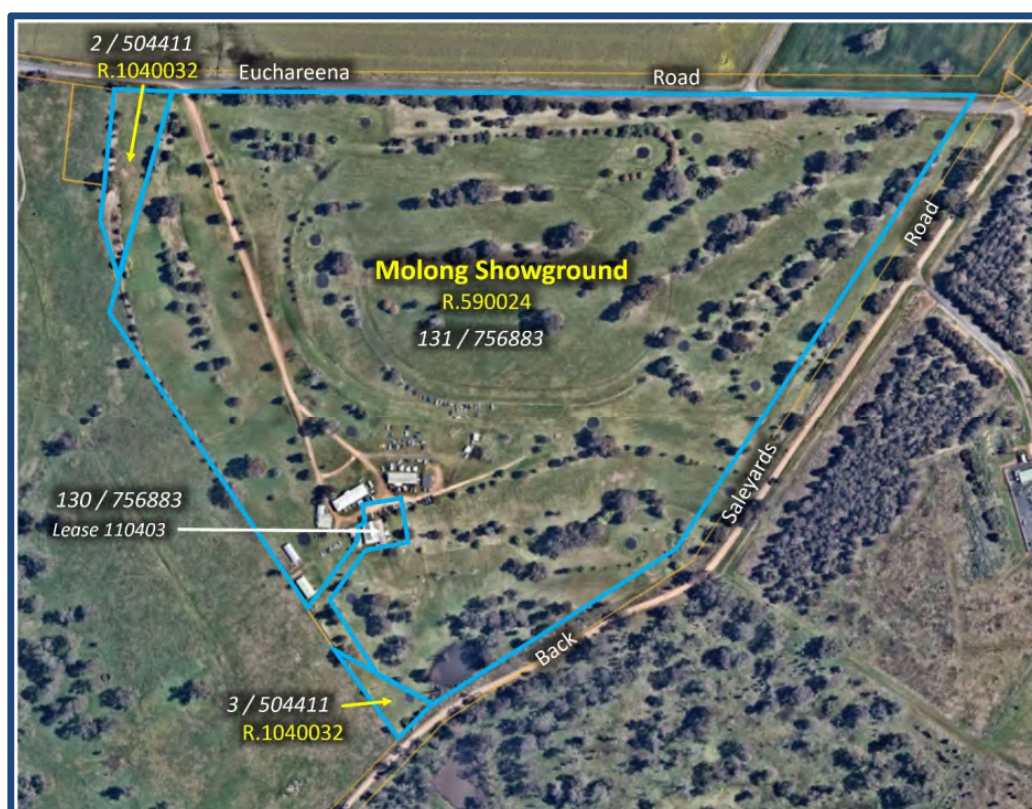 2 / 504411
R.1040032
Euchareena Road
Road
Molong Showground
R.590024
131 / 756883
Saleyards
130 / 756883
Lease 110403
Back
3 / 504411
R.1040032